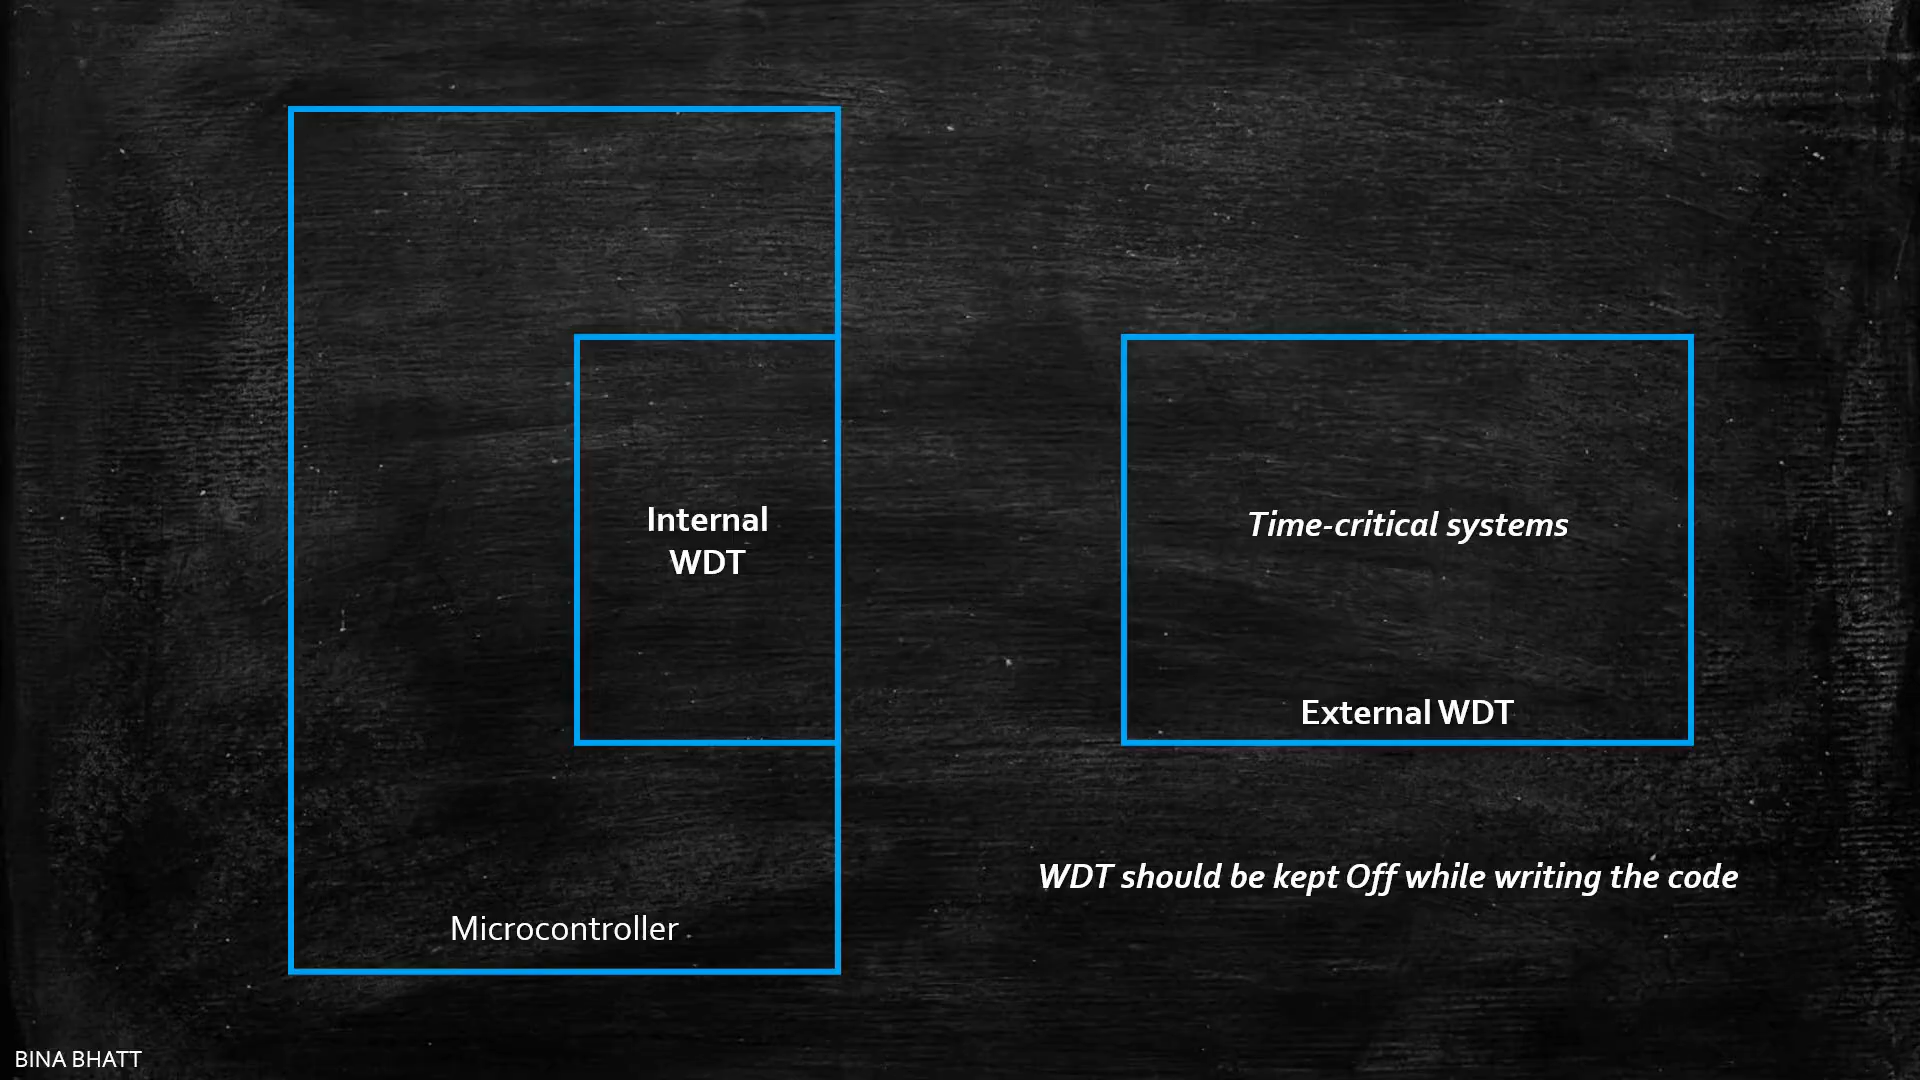 Internal
WDT
Microcontroller
Time-critical systems
External WDT
WDT should be kept Off while writing the code
BINA BHATT